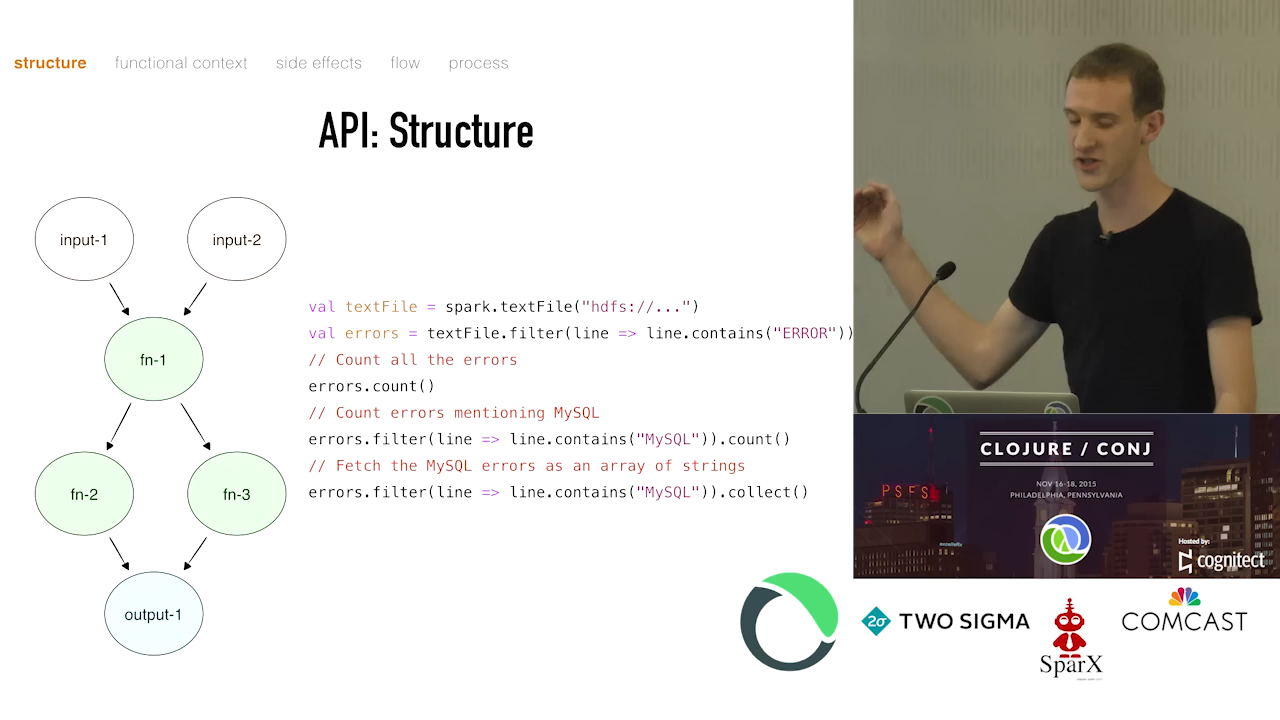 structure functional context side effects flow process
API: Structure
input-1 input-2
fn-1
fn-2 fn-3
output-1
val textFile = spark.textFile("hdfs://...")
val errors = textFile.filter(line => line.contains("ERROR"))
// Count all the errors
errors.count()
// Count errors mentioning MySQL
errors.filter(line => line.contains("MySQL")).count()
// Fetch the MySQL errors as an array of strings
errors.filter(line => line.contains("MySQL")).collect()
CLOJURE / CONJ
NOV 16-18, 2015
PHILADELPHIA, PENNSYLVANIA
PSFS
Hosted by:
cognitect
2σ TWO SIGMA
SparX
COMCAST